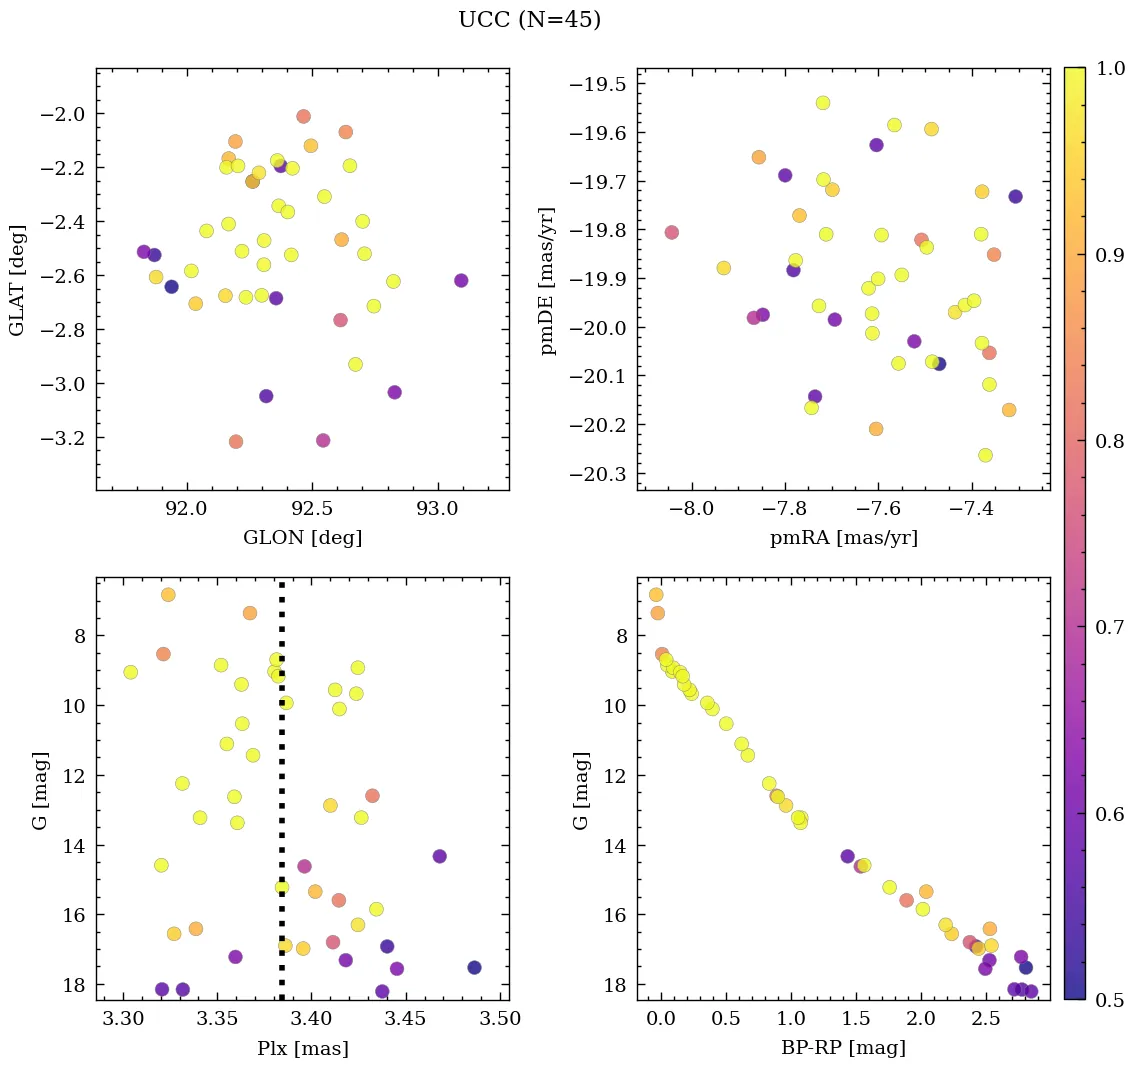 UCC (N=45)
−2.0
−2.2
−2.4
−2.6
−2.8
−3.0
−3.2
GLAT [deg]
92.0 92.5 93.0
GLON [deg]
−19.5
−19.6
−19.7
−19.8
−19.9
−20.0
−20.1
−20.2
−20.3
pmDE [mas/yr]
−8.0 −7.8 −7.6 −7.4
pmRA [mas/yr]
8
10
12
14
16
18
G [mag]
3.30 3.35 3.40 3.45 3.50
Plx [mas]
8
10
12
14
16
18
G [mag]
0.0 0.5 1.0 1.5 2.0 2.5
BP-RP [mag]
1.0
0.9
0.8
0.7
0.6
0.5